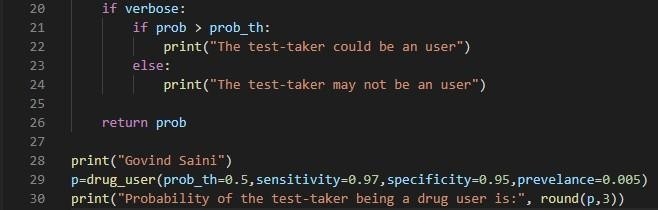 20 if verbose:
21 if prob > prob_th:
22 print("The test-taker could be an user")
23 else:
24 print("The test-taker may not be an user")
25
26 return prob
27
28 print("Govind Saini")
29 p=drug_user(prob_th=0.5,sensitivity=0.97,specificity=0.95,prevelance=0.005)
30 print("Probability of the test-taker being a drug user is:", round(p,3))